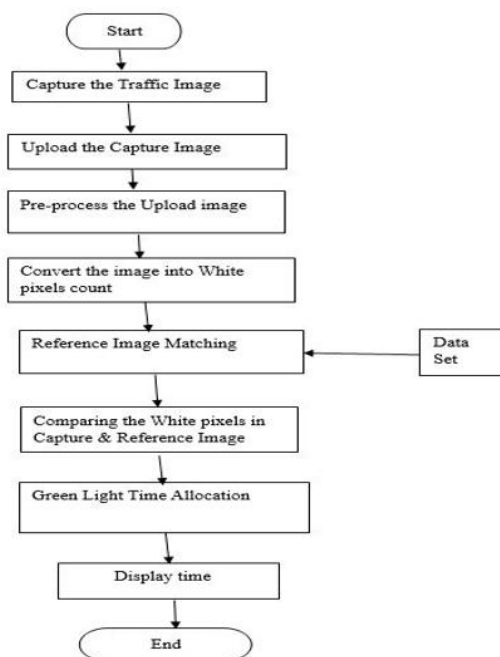 Start
Capture the Traffic Image
Upload the Capture Image
Pre-process the Upload image
Convert the image into White
pixels count
Reference Image Matching
Data
Set
Comparing the White pixels in
Capture & Reference Image
Green Light Time Allocation
Display time
End